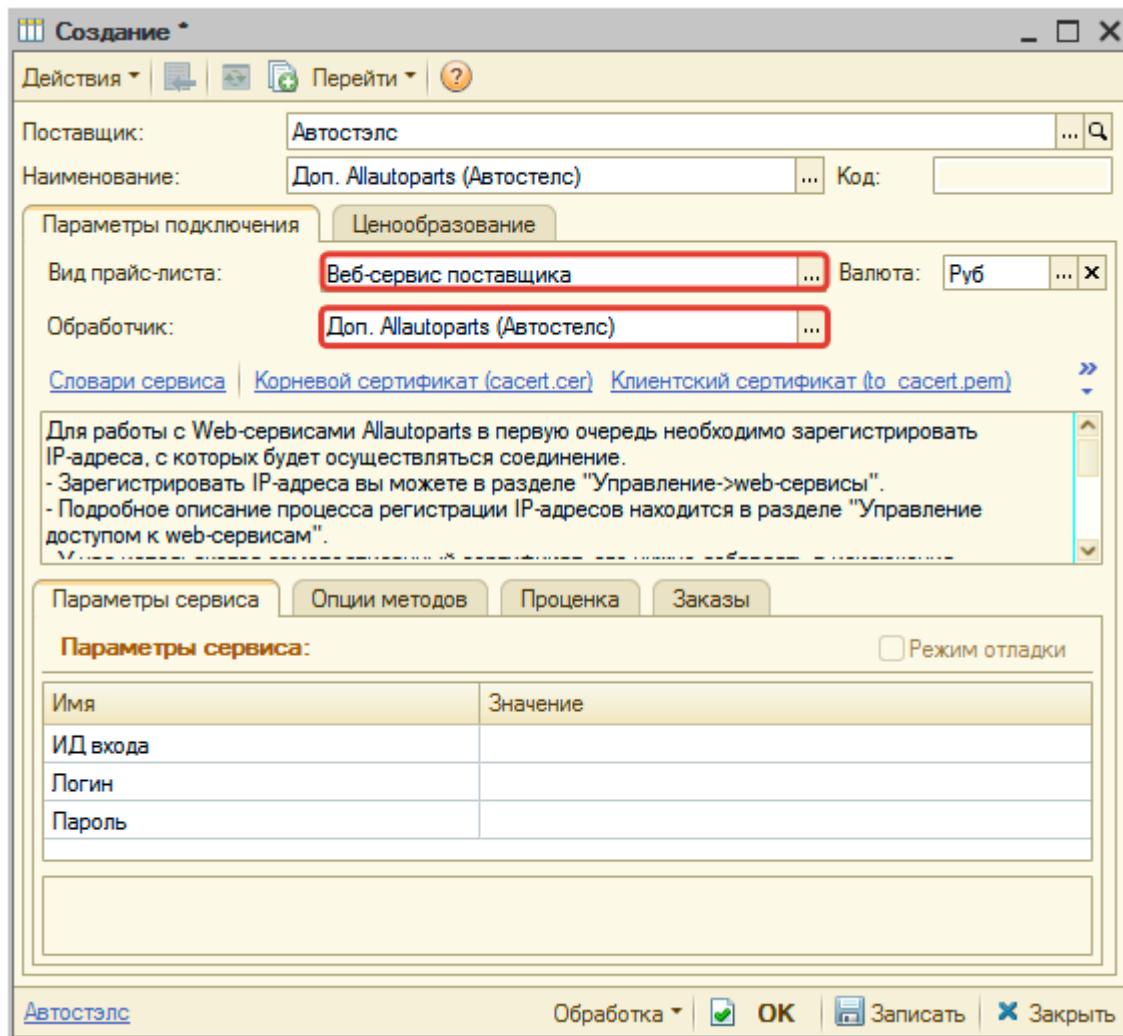 Создание *
Действия Перейти
Поставщик: Автостэлс ...
Наименование: Доп. Allautoparts (Автостелс) ... Код:
Параметры подключения Ценообразование
Вид прайс-листа: Веб-сервис поставщика ... Валюта: Руб ... x
Обработчик: Доп. Allautoparts (Автостелс) ...
Словари сервиса Корневой сертификат (cacert.cer) Клиентский сертификат (to_cacert.pem) »
Для работы с Web-сервисами Allautoparts в первую очередь необходимо зарегистрировать
IP-адреса, с которых будет осуществляться соединение.
- Зарегистрировать IP-адреса вы можете в разделе "Управление->web-сервисы".
- Подробное описание процесса регистрации IP-адресов находится в разделе "Управление
доступом к web-сервисам".
Параметры сервиса Опции методов Проценка Заказы
Параметры сервиса: Режим отладки
Имя Значение
ИД входа
Логин
Пароль
Автостэлс Обработка OK Записать Закрыть